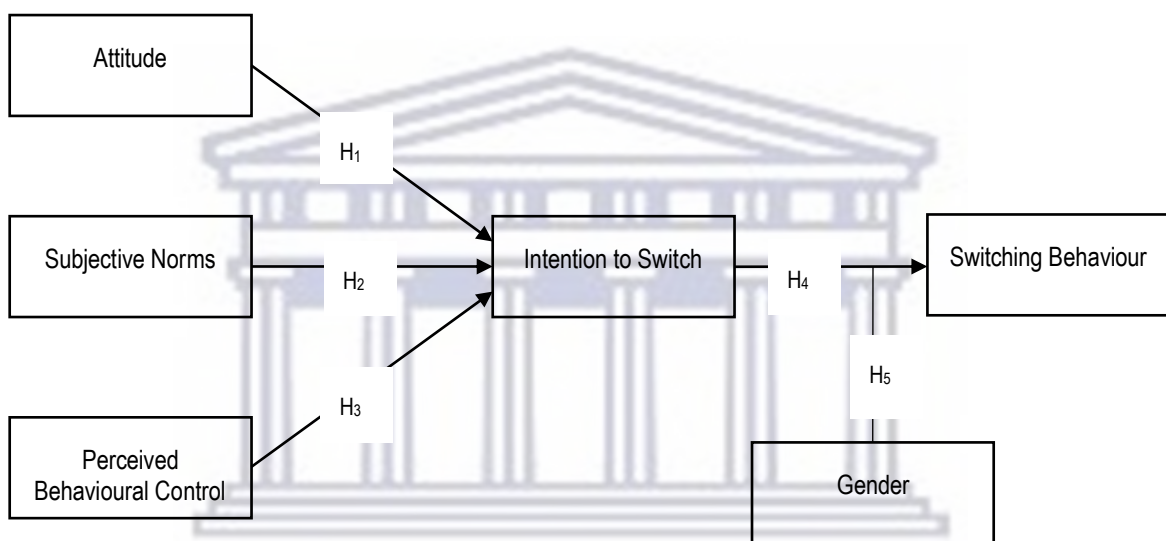 Attitude
H₁
Subjective Norms
H₂
Intention to Switch
H₄
Switching Behaviour
H₃
H₅
Perceived
Behavioural Control
Gender